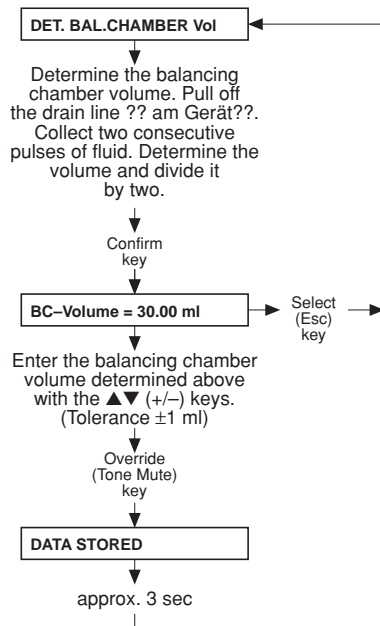 DET. BAL.CHAMBER Vol
Determine the balancing
chamber volume. Pull off
the drain line ?? am Gerät??.
Collect two consecutive
pulses of fluid. Determine the
volume and divide it
by two.
Confirm
key
BC–Volume = 30.00 ml
Select
(Esc)
key
Enter the balancing chamber
volume determined above
with the ▲▼ (+/–) keys.
(Tolerance ±1 ml)
Override
(Tone Mute)
key
DATA STORED
approx. 3 sec